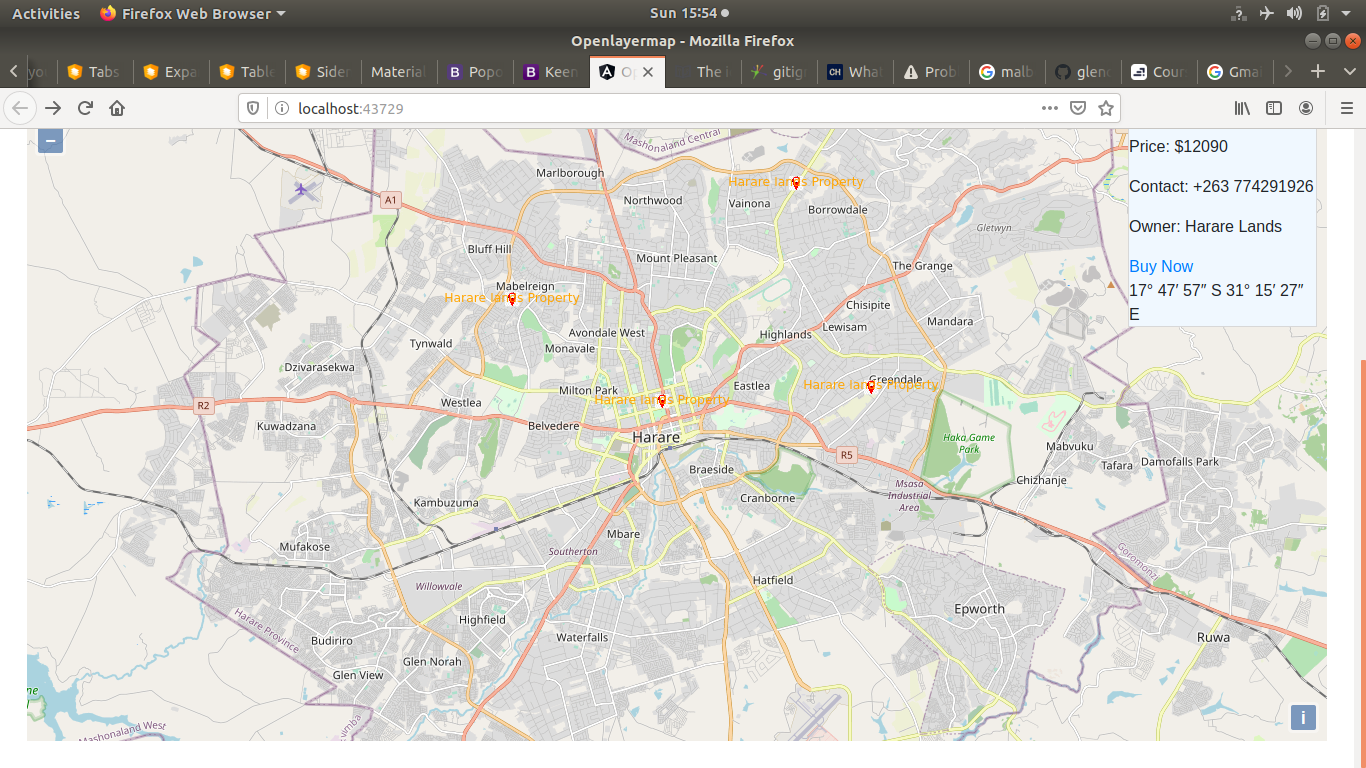 Activities Firefox Web Browser Sun 15:54
Openlayermap - Mozilla Firefox
Tabs Expa Table Sider Material Popo Keen The gitig CH What Prob malb glend Cour Gmai
localhost:43729
Mashonaland Central
Price: $12090
Marlborough
Harare lands Property
Contact: +263 774291926
A1
Northwood
Vainona
Borrowdale
Gletwyn
Owner: Harare Lands
Bluff Hill
Mount Pleasant
The Grange
Buy Now
Mabelreign
17° 47′ 57″ S 31° 15′ 27″
E
Harare lands Property
Chisipite
Avondale West
Highlands
Lewisam
Mandara
Tynwald
Monavale
Dzivarasekwa
Milton Park
Eastlea
Greendale
Harare lands Property
Harare lands Property
R2
Westlea
Kuwadzana
Belvedere
Harare
Haka Game
Park
Mabvuku
R5
Braeside
Tafara
Damofalls Park
Chizhanje
Msasa
Industrial
Area
Cranborne
Kambuzuma
Mbare
Mufakose
Southerton
Goromonzi
Willowvale
Hatfield
Harare Province
Highfield
Epworth
Budiriro
Waterfalls
Ruwa
Glen Norah
Glen View
Mashonaland West
i